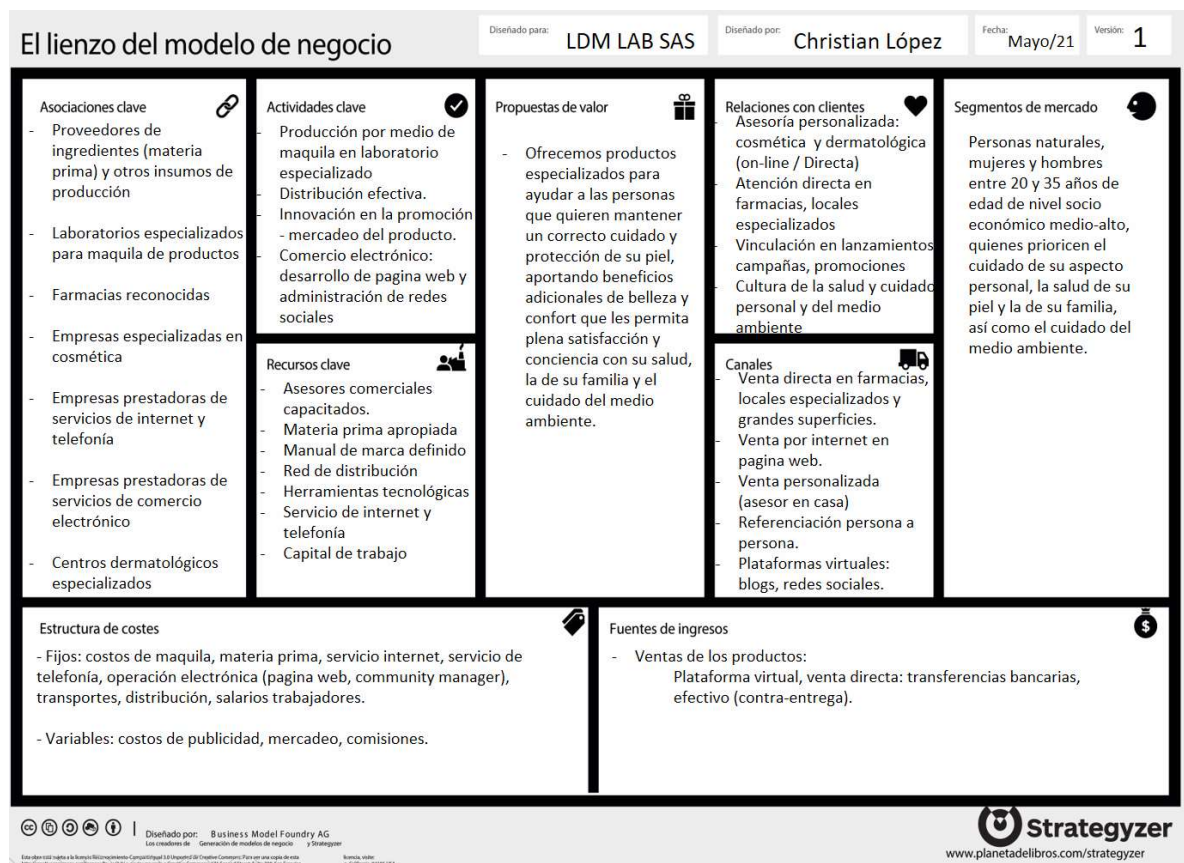 El lienzo del modelo de negocio
Diseñado para:
LDM LAB SAS
Diseñado por:
Christian López
Fecha:
Mayo/21
Versión:
1
Asociaciones clave
- Proveedores de
ingredientes (materia
prima) y otros insumos de
producción
- Laboratorios especializados
para maquila de productos
- Farmacias reconocidas
- Empresas especializadas en
cosmética
- Empresas prestadoras de
servicios de internet y
telefonía
- Empresas prestadoras de
servicios de comercio
electrónico
- Centros dermatológicos
especializados
Actividades clave
- Producción por medio de
maquila en laboratorio
especializado
- Distribución efectiva.
- Innovación en la promoción
- mercadeo del producto.
- Comercio electrónico:
desarrollo de pagina web y
administración de redes
sociales
Recursos clave
- Asesores comerciales
capacitados.
- Materia prima apropiada
- Manual de marca definido
- Red de distribución
- Herramientas tecnológicas
- Servicio de internet y
telefonía
- Capital de trabajo
Propuestas de valor
- Ofrecemos productos
especializados para
ayudar a las personas
que quieren mantener
un correcto cuidado y
protección de su piel,
aportando beneficios
adicionales de belleza y
confort que les permita
plena satisfacción y
conciencia con su salud,
la de su familia y el
cuidado del medio
ambiente.
Relaciones con clientes
- Asesoría personalizada:
cosmética y dermatológica
(on-line / Directa)
- Atención directa en
farmacias, locales
especializados
- Vinculación en lanzamientos
campañas, promociones
- Cultura de la salud y cuidado
personal y del medio
ambiente
Canales
- Venta directa en farmacias,
locales especializados y
grandes superficies.
- Venta por internet en
pagina web.
- Venta personalizada
(asesor en casa)
- Referenciación persona a
persona.
- Plataformas virtuales:
blogs, redes sociales.
Segmentos de mercado
Personas naturales,
mujeres y hombres
entre 20 y 35 años de
edad de nivel socio
económico medio-alto,
quienes prioricen el
cuidado de su aspecto
personal, la salud de su
piel y la de su familia,
así como el cuidado del
medio ambiente.
Estructura de costes
- Fijos: costos de maquila, materia prima, servicio internet, servicio de
telefonía, operación electrónica (pagina web, community manager),
transportes, distribución, salarios trabajadores.
- Variables: costos de publicidad, mercadeo, comisiones.
Fuentes de ingresos
- Ventas de los productos:
Plataforma virtual, venta directa: transferencias bancarias,
efectivo (contra-entrega).
Diseñado por: Business Model Foundry AG
Los creadores de Generación de modelos de negocio y Strategyzer
Strategyzer
www.planetadelibros.com/strategyzer